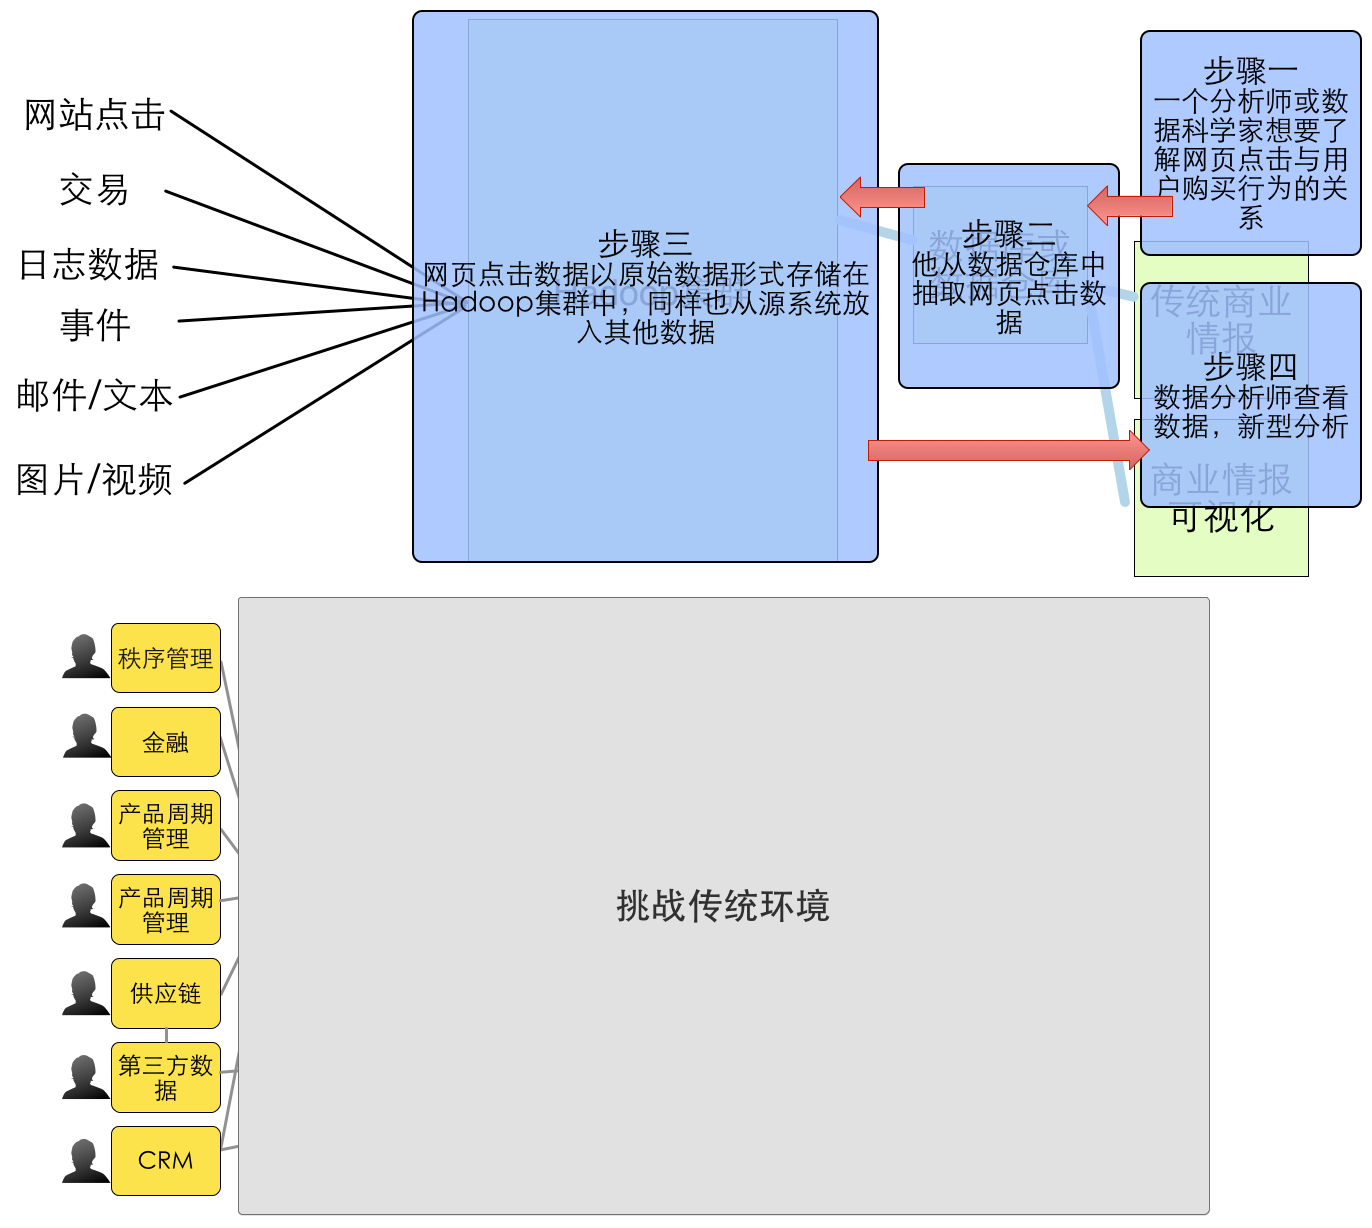 网站点击
交易
日志数据
事件
邮件/文本
图片/视频
步骤三
网页点击数据以原始数据形式存储在
Hadoop集群中，同样也从源系统放
入其他数据
步骤二
他从数据仓库中
抽取网页点击数
据
步骤一
一个分析师或数
据科学家想要了
解网页点击与用
户购买行为的关
系
传统商业
情报
步骤四
数据分析师查看
数据，新型分析
商业情报
可视化
秩序管理
金融
产品周期
管理
产品周期
管理
供应链
第三方数
据
CRM
挑战传统环境